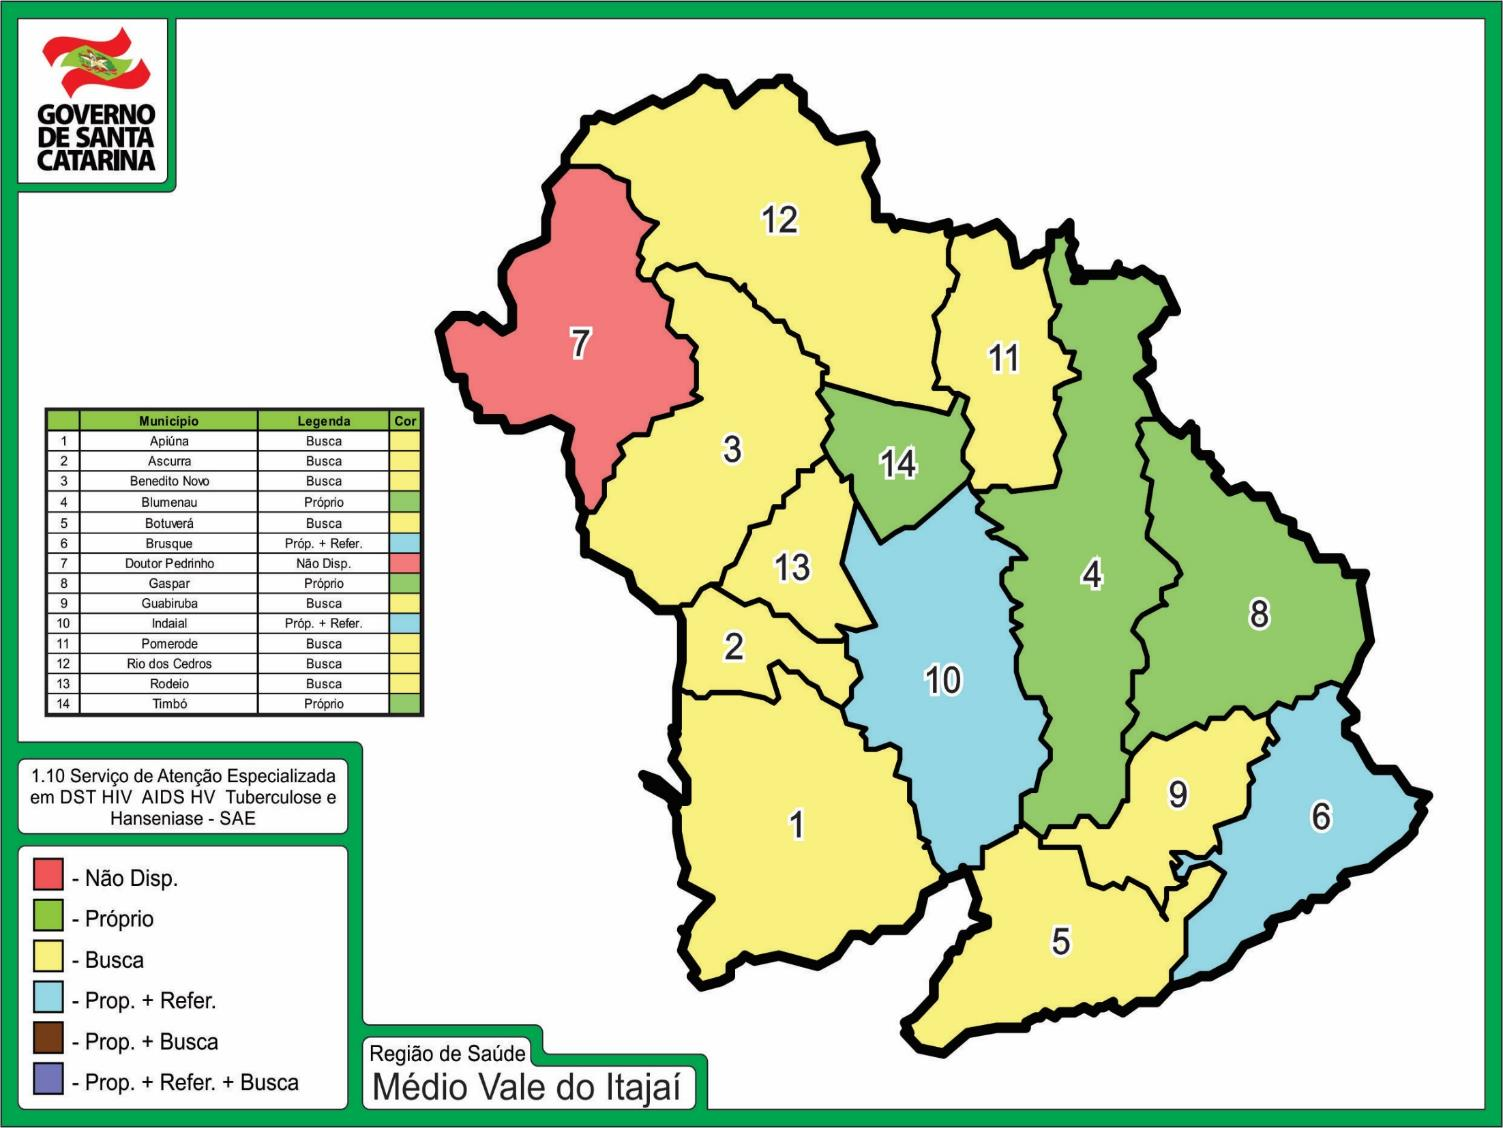 GOVERNO
DE SANTA
CATARINA
12
7
11
3
14
13
4
8
2
10
9
1
6
5
Município Legenda Cor
1 Apiúna Busca
2 Ascurra Busca
3 Benedito Novo Busca
4 Blumenau Próprio
5 Botuverá Busca
6 Brusque Próp. + Refer.
7 Doutor Pedrinho Não Disp.
8 Gaspar Próprio
9 Guabiruba Busca
10 Indaial Próp. + Refer.
11 Pomerode Busca
12 Rio dos Cedros Busca
13 Rodeio Busca
14 Timbó Próprio
1.10 Serviço de Atenção Especializada
em DST HIV AIDS HV Tuberculose e
Hanseniase - SAE
- Não Disp.
- Próprio
- Busca
- Prop. + Refer.
- Prop. + Busca
- Prop. + Refer. + Busca
Região de Saúde
Médio Vale do Itajaí